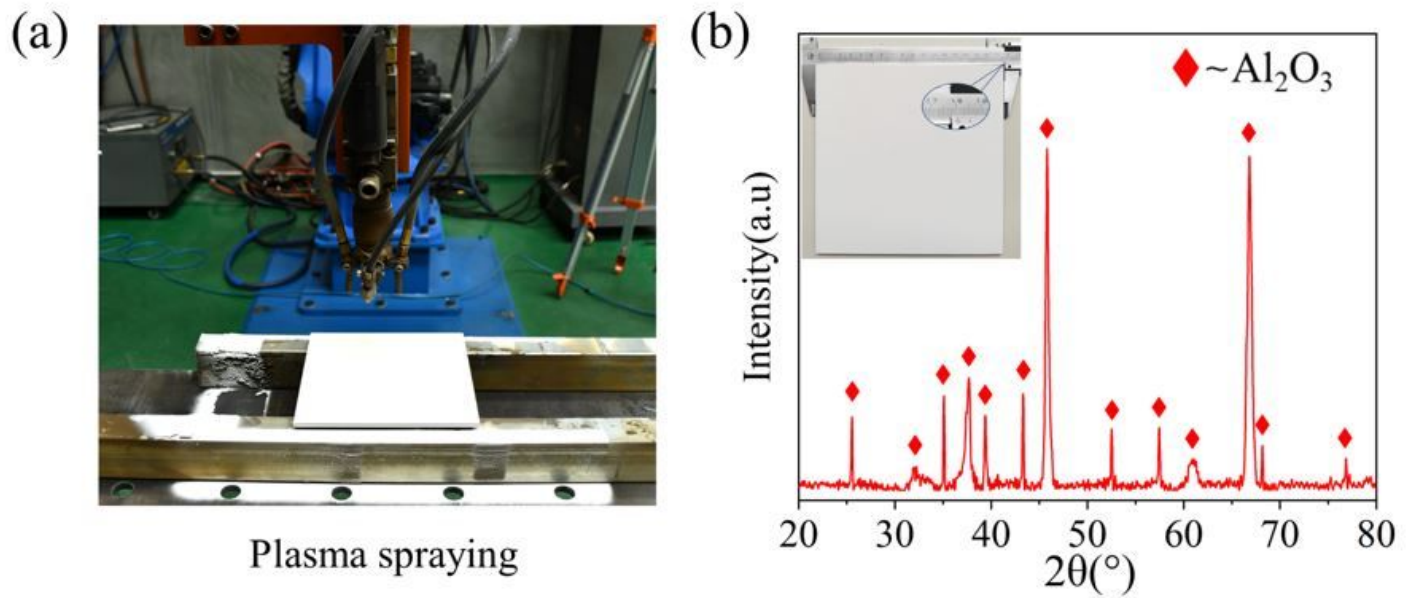 (a)
Plasma spraying
(b)
~Al₂O₃
Intensity(a.u)
20 30 40 50 60 70 80
2θ(°)